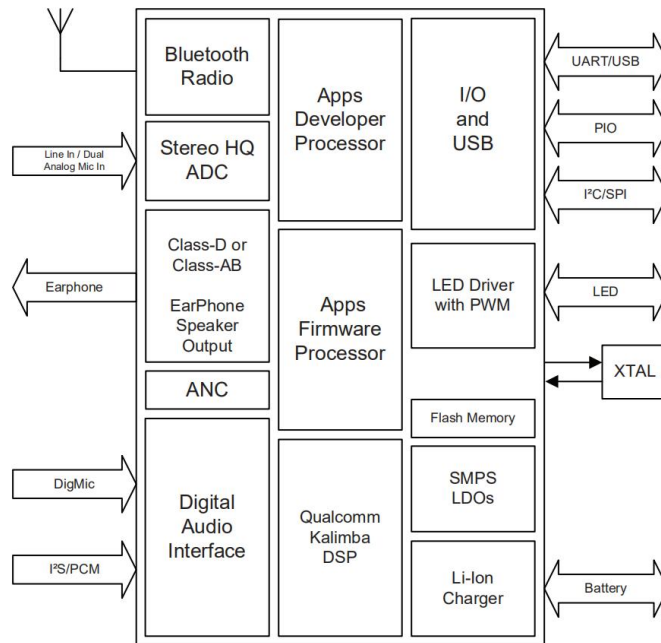 Bluetooth
Radio
Apps
Developer
Processor
I/O
and
USB
UART/USB
PIO
I²C/SPI
Line In / Dual
Analog Mic In
Stereo HQ
ADC
Class-D or
Class-AB
EarPhone
Speaker
Output
Earphone
Apps
Firmware
Processor
LED Driver
with PWM
LED
XTAL
ANC
Flash Memory
DigMic
I²S/PCM
Digital
Audio
Interface
Qualcomm
Kalimba
DSP
SMPS
LDOs
Li-Ion
Charger
Battery